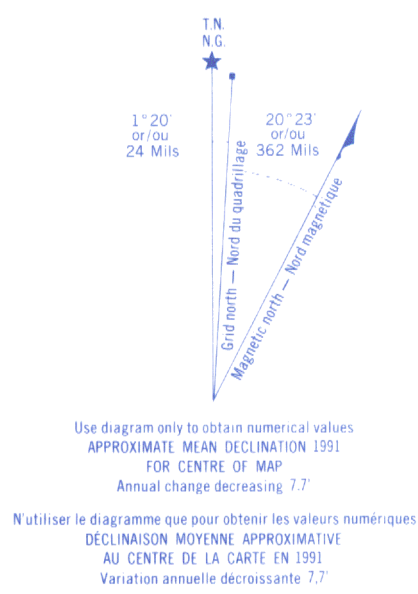 T.N.
N.G.
1°20'
or/ou
24 Mils
20°23'
or/ou
362 Mils
Grid north — Nord du quadrillage
Magnetic north — Nord magnetique
Use diagram only to obtain numerical values
APPROXIMATE MEAN DECLINATION 1991
FOR CENTRE OF MAP
Annual change decreasing 7.7'
N'utiliser le diagramme que pour obtenir les valeurs numériques
DÉCLINAISON MOYENNE APPROXIMATIVE
AU CENTRE DE LA CARTE EN 1991
Variation annuelle décroissante 7,7'